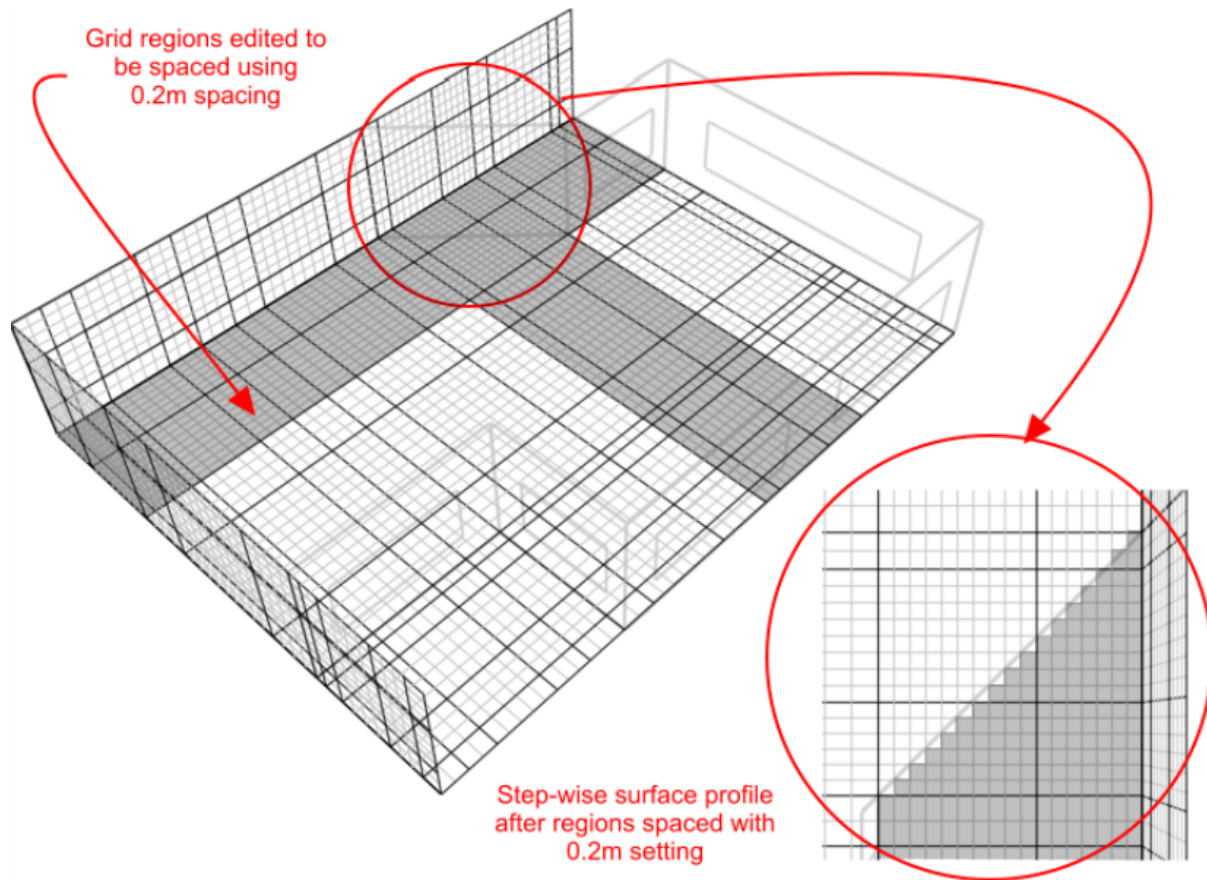 Grid regions edited to
be spaced using
0.2m spacing
Step-wise surface profile
after regions spaced with
0.2m setting